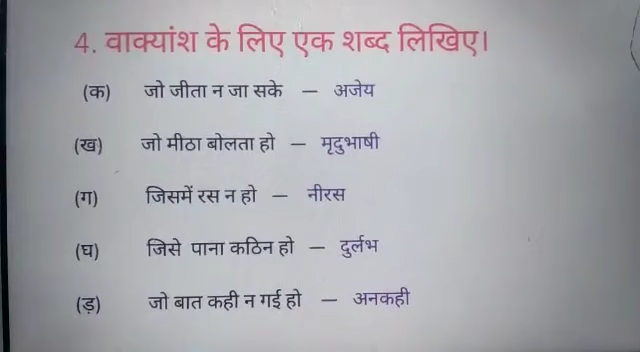 4. वाक्यांश के लिए एक शब्द लिखिए।
(क) जो जीता न जा सके – अजेय
(ख) जो मीठा बोलता हो – मृदुभाषी
(ग) जिसमें रस न हो – नीरस
(घ) जिसे पाना कठिन हो – दुर्लभ
(ड़) जो बात कही न गई हो – अनकही